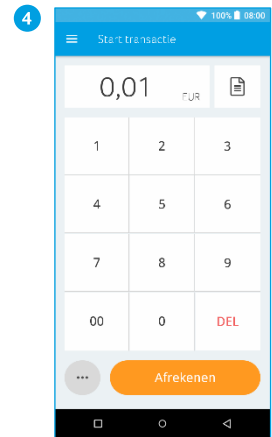 4
100% 08:00
Start transactie
0,01 EUR
1 2 3
4 5 6
7 8 9
00 0 DEL
... Afrekenen